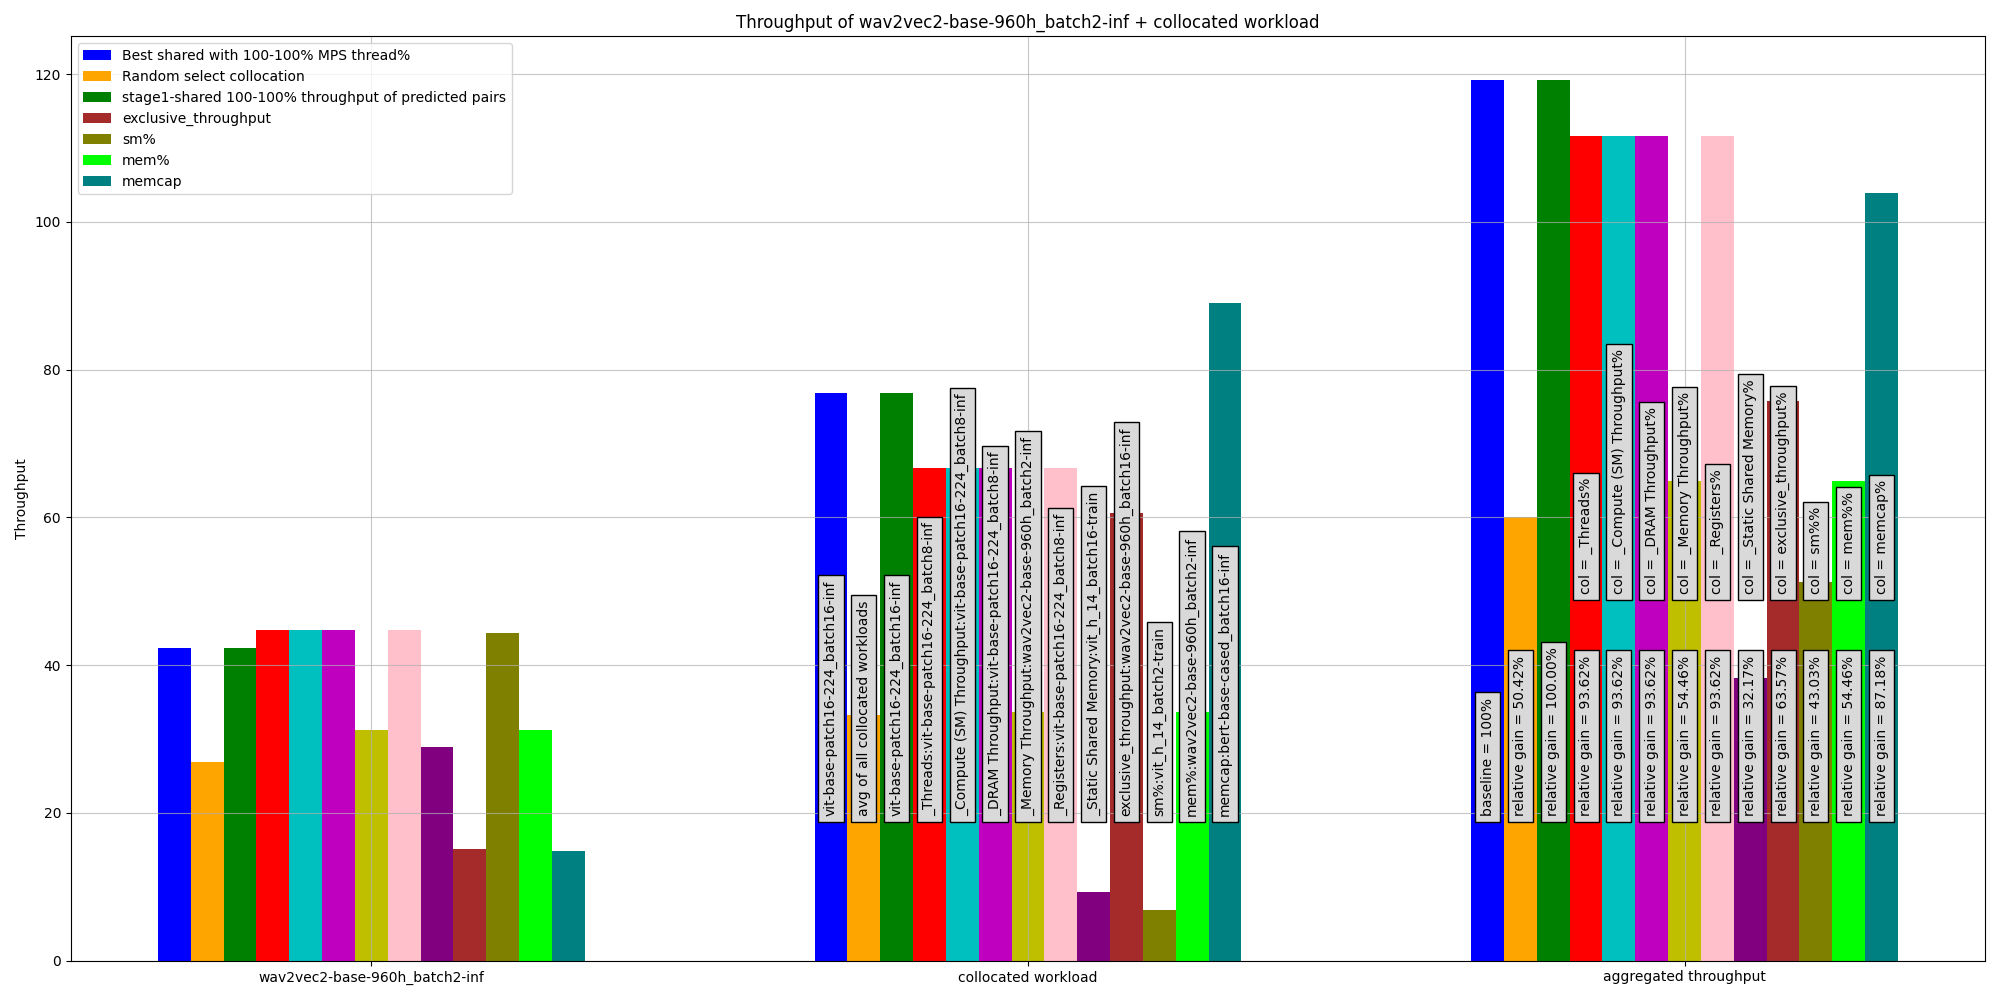 Throughput of wav2vec2-base-960h_batch2-inf + collocated workload
Best shared with 100-100% MPS thread%
Random select collocation
stage1-shared 100-100% throughput of predicted pairs
exclusive_throughput
sm%
mem%
memcap
Throughput
120
100
80
60
40
20
0
vit-base-patch16-224_batch16-inf
avg of all collocated workloads
vit-base-patch16-224_batch16-inf
_Threads:vit-base-patch16-224_batch8-inf
_Compute (SM) Throughput:vit-base-patch16-224_batch8-inf
_DRAM Throughput:vit-base-patch16-224_batch8-inf
_Memory Throughput:wav2vec2-base-960h_batch2-inf
_Registers:vit-base-patch16-224_batch8-inf
_Static Shared Memory:vit_h_14_batch16-train
exclusive_throughput:wav2vec2-base-960h_batch16-inf
sm%:vit_h_14_batch2-train
mem%:wav2vec2-base-960h_batch2-inf
memcap:bert-base-cased_batch16-inf
col = _Threads%
col = _Compute (SM) Throughput%
col = _DRAM Throughput%
col = _Memory Throughput%
col = _Registers%
col = _Static Shared Memory%
col = exclusive_throughput%
col = sm%%
col = mem%%
col = memcap%
baseline = 100%
relative gain = 50.42%
relative gain = 100.00%
relative gain = 93.62%
relative gain = 93.62%
relative gain = 93.62%
relative gain = 54.46%
relative gain = 93.62%
relative gain = 32.17%
relative gain = 63.57%
relative gain = 43.03%
relative gain = 54.46%
relative gain = 87.18%
wav2vec2-base-960h_batch2-inf
collocated workload
aggregated throughput